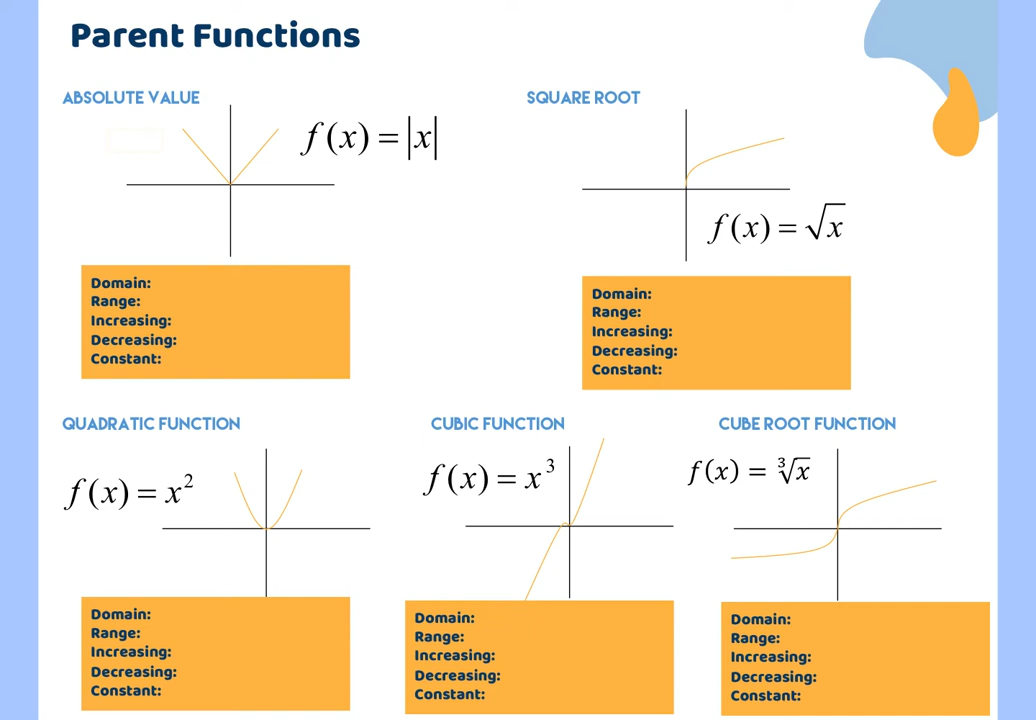 Parent Functions
ABSOLUTE VALUE
f(x) = |x|
Domain:
Range:
Increasing:
Decreasing:
Constant:
SQUARE ROOT
f(x) = √x
Domain:
Range:
Increasing:
Decreasing:
Constant:
QUADRATIC FUNCTION
f(x) = x²
Domain:
Range:
Increasing:
Decreasing:
Constant:
CUBIC FUNCTION
f(x) = x³
Domain:
Range:
Increasing:
Decreasing:
Constant:
CUBE ROOT FUNCTION
f(x) = ∛x
Domain:
Range:
Increasing:
Decreasing:
Constant: